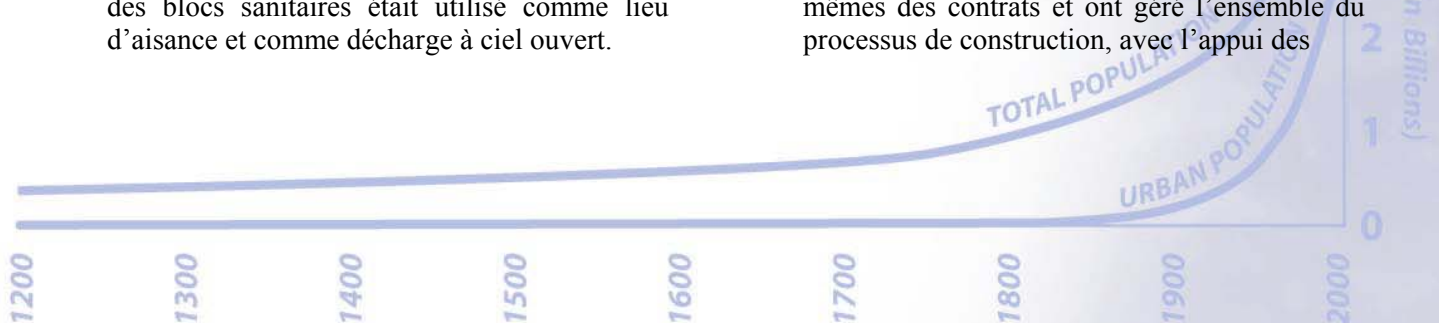 des blocs sanitaires était utilisé comme lieu
d’aisance et comme décharge à ciel ouvert.
mêmes des contrats et ont géré l’ensemble du
processus de construction, avec l’appui des
TOTAL POPULATION
URBAN POPULATION
2
1
0
n Billions)
1200
1300
1400
1500
1600
1700
1800
1900
2000